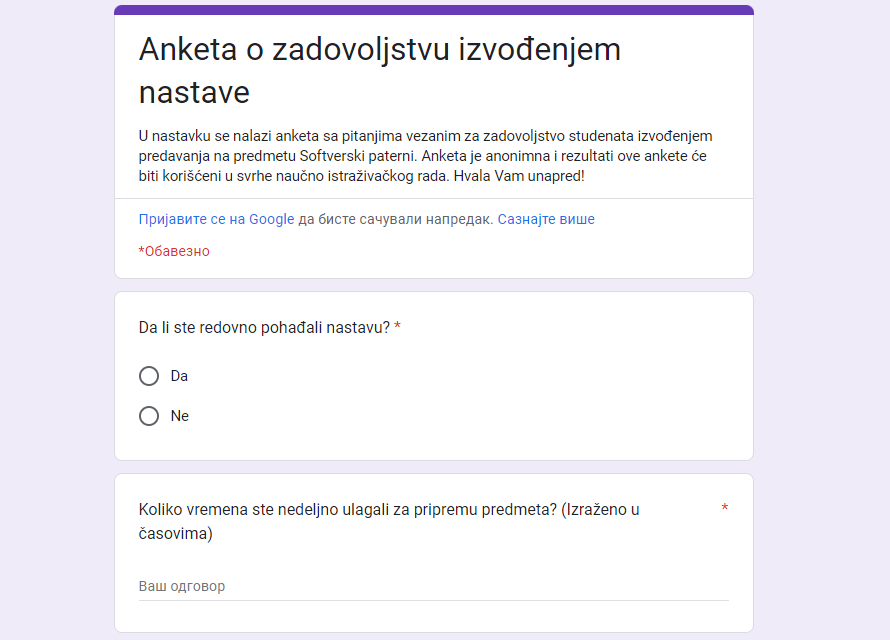 Anketa o zadovoljstvu izvođenjem
nastave
U nastavku se nalazi anketa sa pitanjima vezanim za zadovoljstvo studenata izvođenjem
predavanja na predmetu Softverski paterni. Anketa je anonimna i rezultati ove ankete će
biti korišćeni u svrhe naučno istraživačkog rada. Hvala Vam unapred!
Пријавите се на Google да бисте сачували напредак. Сазнајте више
*Обавезно
Da li ste redovno pohađali nastavu? *
Da
Ne
Koliko vremena ste nedeljno ulagali za pripremu predmeta? (Izraženo u *
časovima)
Ваш одговор